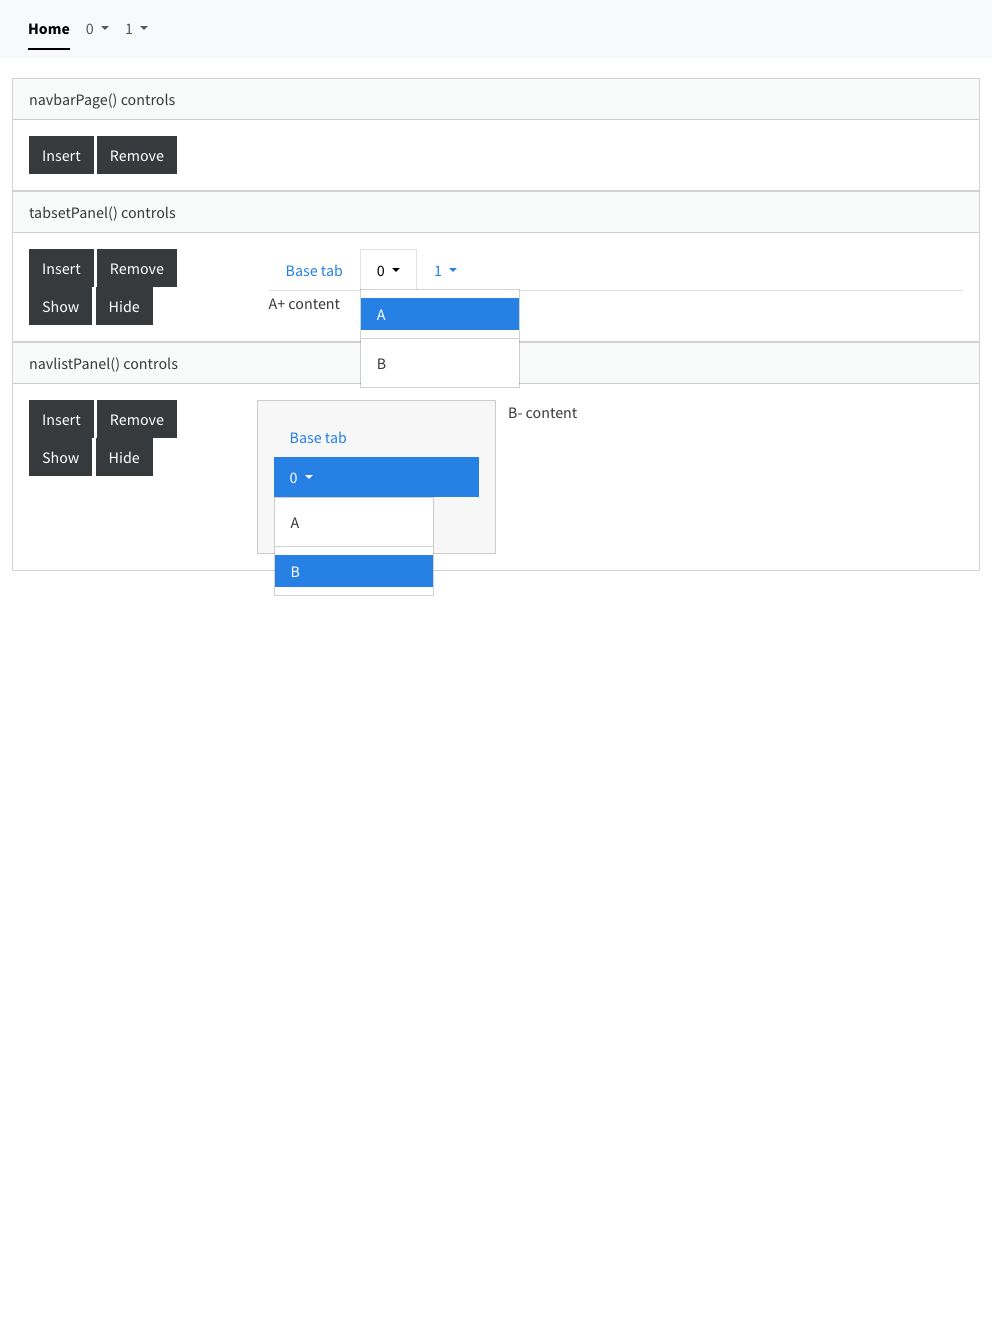 Home 0 1
navbarPage() controls
Insert Remove
tabsetPanel() controls
Insert Remove
Show Hide
Base tab 0 1
A+ content
A
B
navlistPanel() controls
Insert Remove
Show Hide
Base tab
0
A
B
B- content